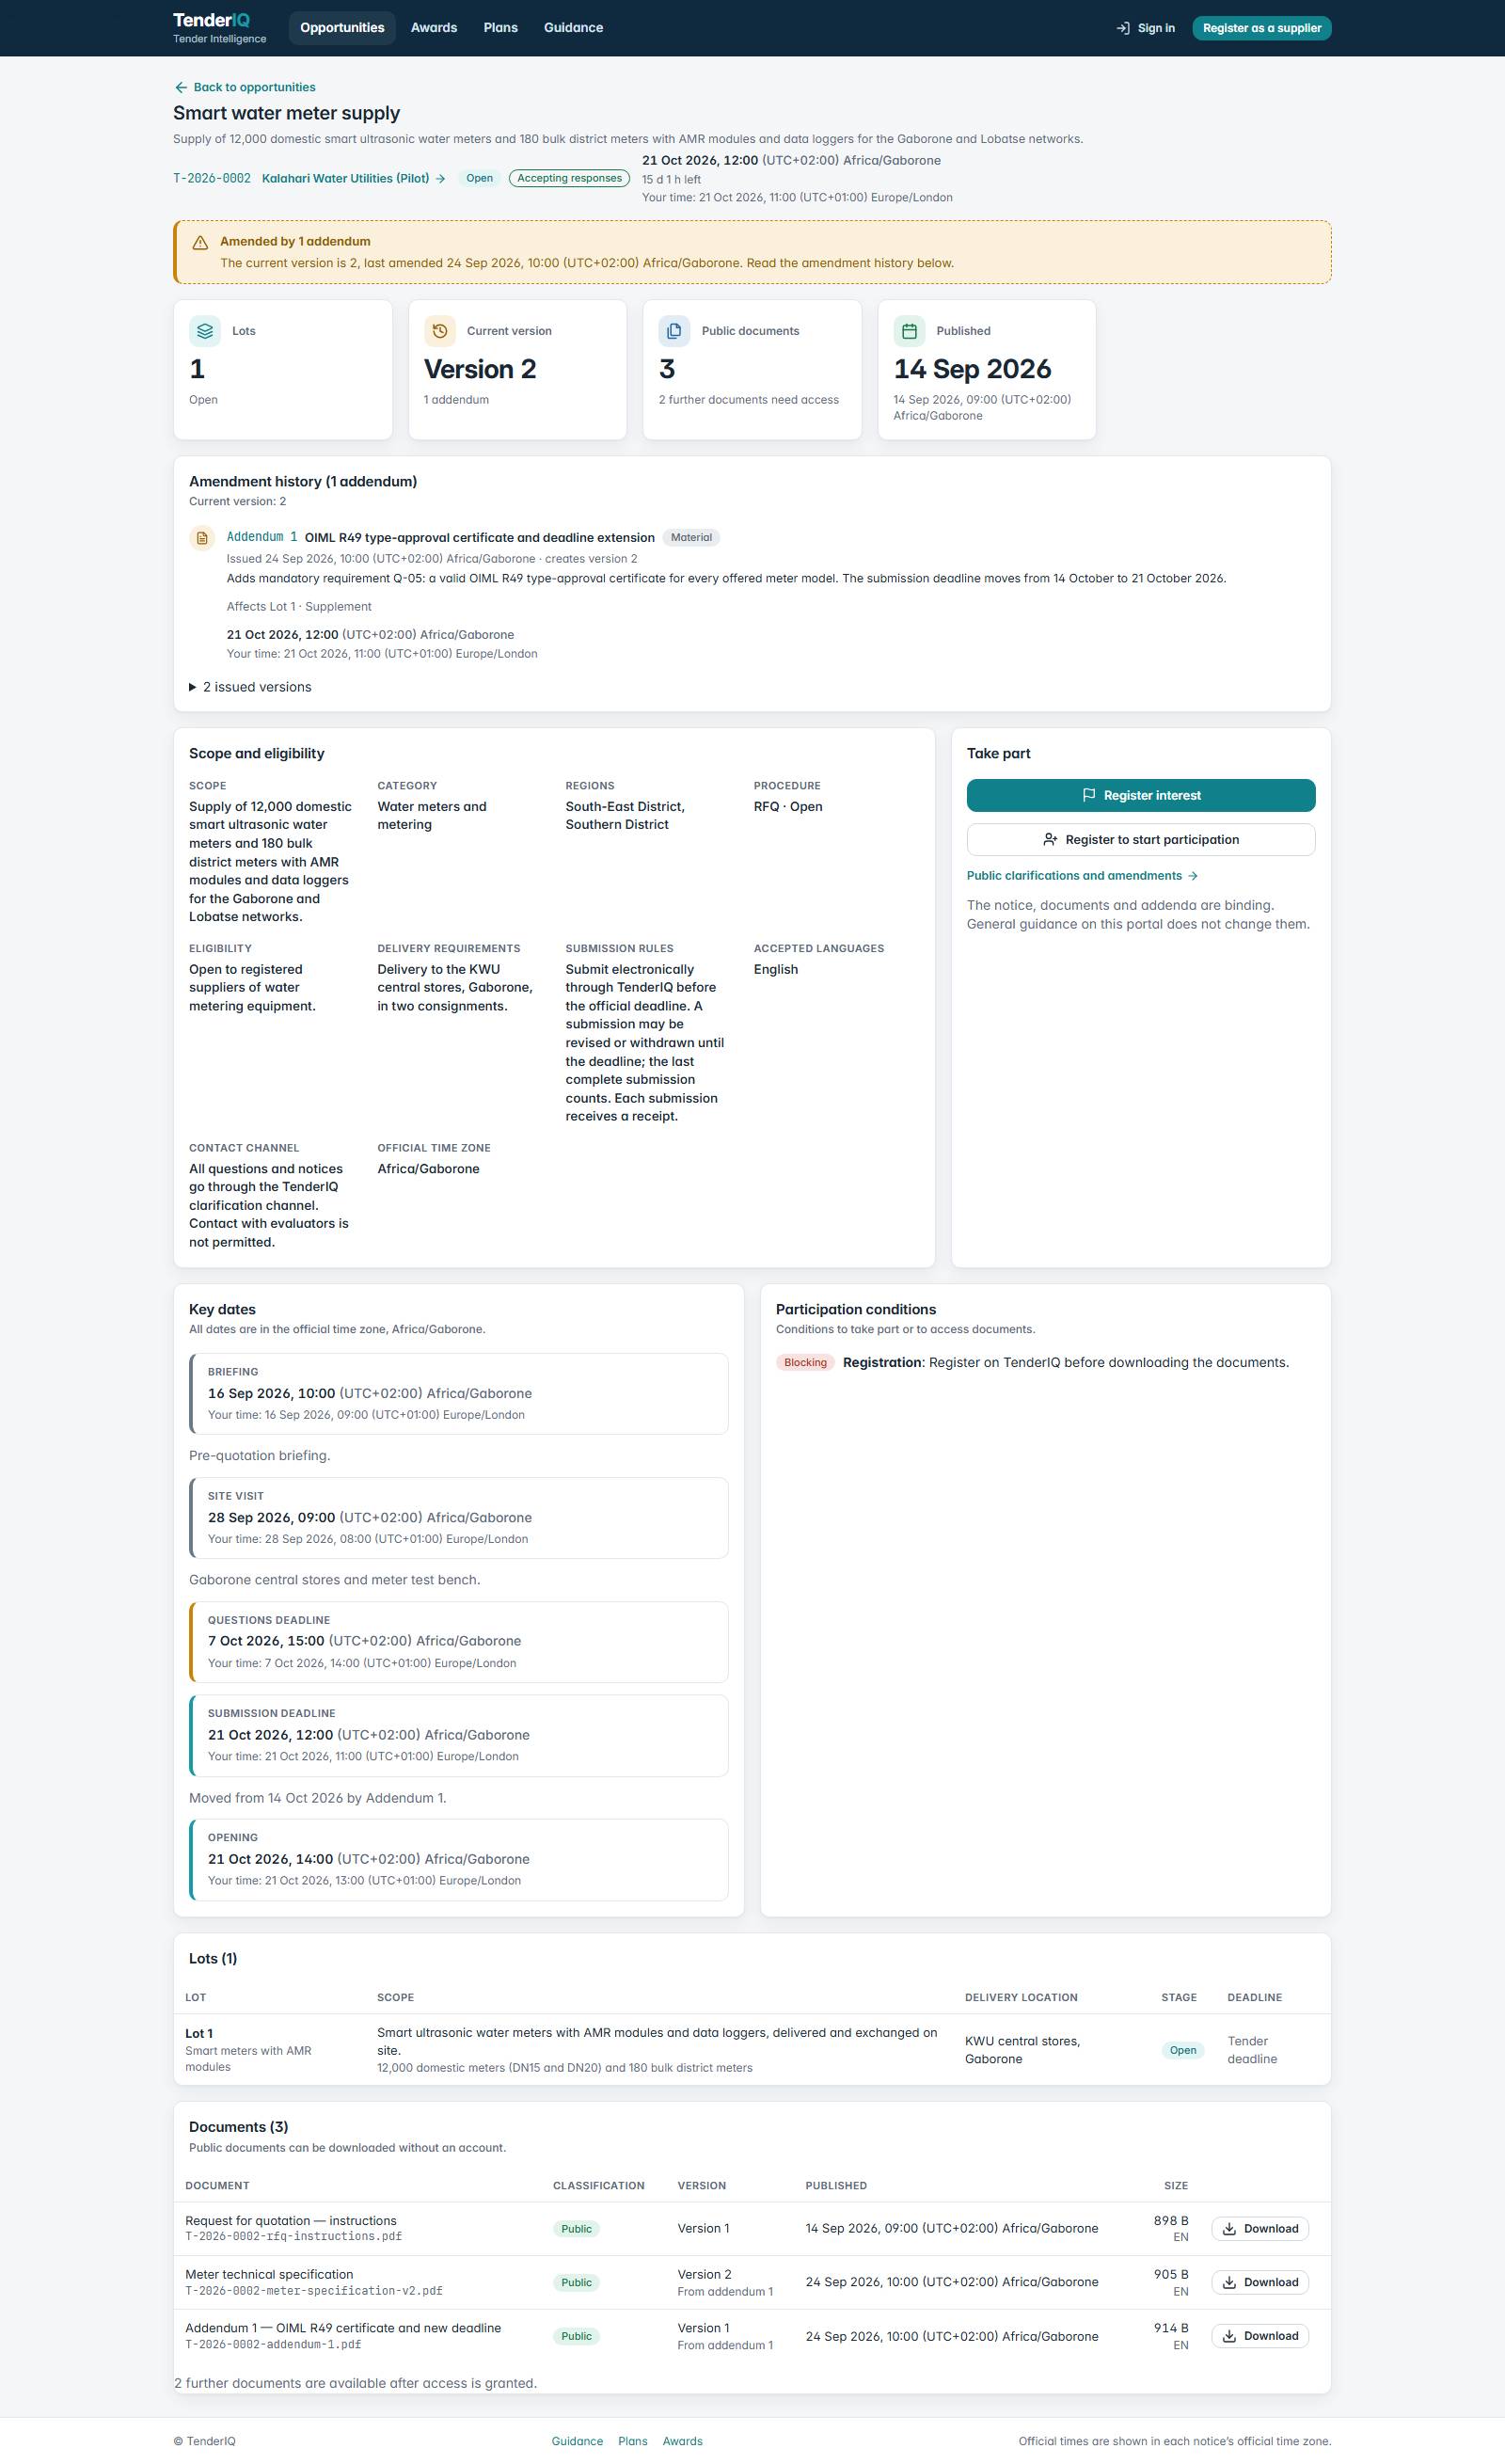 TenderIQ
Tender Intelligence
Opportunities
Awards
Plans
Guidance
Sign in
Register as a supplier
Back to opportunities
Smart water meter supply
Supply of 12,000 domestic smart ultrasonic water meters and 180 bulk district meters with AMR modules and data loggers for the Gaborone and Lobatse networks.
T-2026-0002
Kalahari Water Utilities (Pilot) →
Open
Accepting responses
21 Oct 2026, 12:00 (UTC+02:00) Africa/Gaborone
15 d 1 h left
Your time: 21 Oct 2026, 11:00 (UTC+01:00) Europe/London
Amended by 1 addendum
The current version is 2, last amended 24 Sep 2026, 10:00 (UTC+02:00) Africa/Gaborone. Read the amendment history below.
Lots
1
Open
Current version
Version 2
1 addendum
Public documents
3
2 further documents need access
Published
14 Sep 2026
14 Sep 2026, 09:00 (UTC+02:00)
Africa/Gaborone
Amendment history (1 addendum)
Current version: 2
Addendum 1 OIML R49 type-approval certificate and deadline extension Material
Issued 24 Sep 2026, 10:00 (UTC+02:00) Africa/Gaborone · creates version 2
Adds mandatory requirement Q-05: a valid OIML R49 type-approval certificate for every offered meter model. The submission deadline moves from 14 October to 21 October 2026.
Affects Lot 1 · Supplement
21 Oct 2026, 12:00 (UTC+02:00) Africa/Gaborone
Your time: 21 Oct 2026, 11:00 (UTC+01:00) Europe/London
2 issued versions
Scope and eligibility
SCOPE
Supply of 12,000 domestic
smart ultrasonic water
meters and 180 bulk
district meters with AMR
modules and data loggers
for the Gaborone and
Lobatse networks.
CATEGORY
Water meters and
metering
REGIONS
South-East District,
Southern District
PROCEDURE
RFQ · Open
ELIGIBILITY
Open to registered
suppliers of water
metering equipment.
DELIVERY REQUIREMENTS
Delivery to the KWU
central stores, Gaborone,
in two consignments.
SUBMISSION RULES
Submit electronically
through TenderIQ before
the official deadline. A
submission may be
revised or withdrawn until
the deadline; the last
complete submission
counts. Each submission
receives a receipt.
ACCEPTED LANGUAGES
English
CONTACT CHANNEL
All questions and notices
go through the TenderIQ
clarification channel.
Contact with evaluators is
not permitted.
OFFICIAL TIME ZONE
Africa/Gaborone
Take part
Register interest
Register to start participation
Public clarifications and amendments →
The notice, documents and addenda are binding.
General guidance on this portal does not change them.
Key dates
All dates are in the official time zone, Africa/Gaborone.
BRIEFING
16 Sep 2026, 10:00 (UTC+02:00) Africa/Gaborone
Your time: 16 Sep 2026, 09:00 (UTC+01:00) Europe/London
Pre-quotation briefing.
SITE VISIT
28 Sep 2026, 09:00 (UTC+02:00) Africa/Gaborone
Your time: 28 Sep 2026, 08:00 (UTC+01:00) Europe/London
Gaborone central stores and meter test bench.
QUESTIONS DEADLINE
7 Oct 2026, 15:00 (UTC+02:00) Africa/Gaborone
Your time: 7 Oct 2026, 14:00 (UTC+01:00) Europe/London
SUBMISSION DEADLINE
21 Oct 2026, 12:00 (UTC+02:00) Africa/Gaborone
Your time: 21 Oct 2026, 11:00 (UTC+01:00) Europe/London
Moved from 14 Oct 2026 by Addendum 1.
OPENING
21 Oct 2026, 14:00 (UTC+02:00) Africa/Gaborone
Your time: 21 Oct 2026, 13:00 (UTC+01:00) Europe/London
Participation conditions
Conditions to take part or to access documents.
Blocking Registration: Register on TenderIQ before downloading the documents.
Lots (1)
LOT
SCOPE
DELIVERY LOCATION
STAGE
DEADLINE
Lot 1
Smart meters with AMR
modules
Smart ultrasonic water meters with AMR modules and data loggers, delivered and exchanged on
site.
12,000 domestic meters (DN15 and DN20) and 180 bulk district meters
KWU central stores,
Gaborone
Open
Tender
deadline
Documents (3)
Public documents can be downloaded without an account.
DOCUMENT
CLASSIFICATION
VERSION
PUBLISHED
SIZE
Request for quotation — instructions
T-2026-0002-rfq-instructions.pdf
Public
Version 1
14 Sep 2026, 09:00 (UTC+02:00) Africa/Gaborone
898 B
EN
Download
Meter technical specification
T-2026-0002-meter-specification-v2.pdf
Public
Version 2
From addendum 1
24 Sep 2026, 10:00 (UTC+02:00) Africa/Gaborone
905 B
EN
Download
Addendum 1 — OIML R49 certificate and new deadline
T-2026-0002-addendum-1.pdf
Public
Version 1
From addendum 1
24 Sep 2026, 10:00 (UTC+02:00) Africa/Gaborone
914 B
EN
Download
2 further documents are available after access is granted.
© TenderIQ
Guidance
Plans
Awards
Official times are shown in each notice’s official time zone.